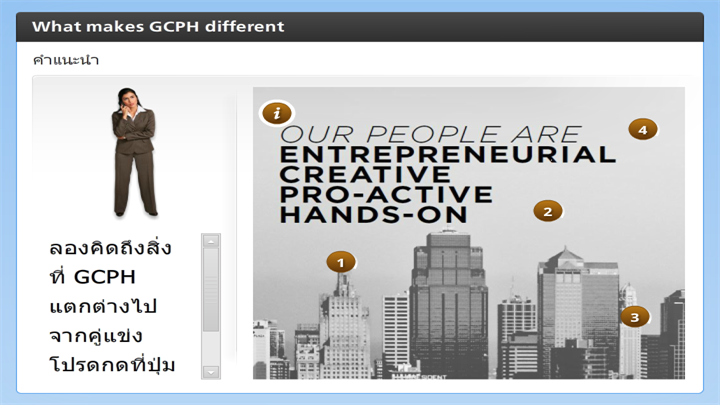 What makes GCPH different
คำแนะนำ
i
OUR PEOPLE ARE
ENTREPRENEURIAL
CREATIVE
PRO-ACTIVE
HANDS-ON
4
2
1
3
ลองคิดถึงสิ่ง
ที่ GCPH
แตกต่างไป
จากคู่แข่ง
โปรดกดที่ปุ่ม